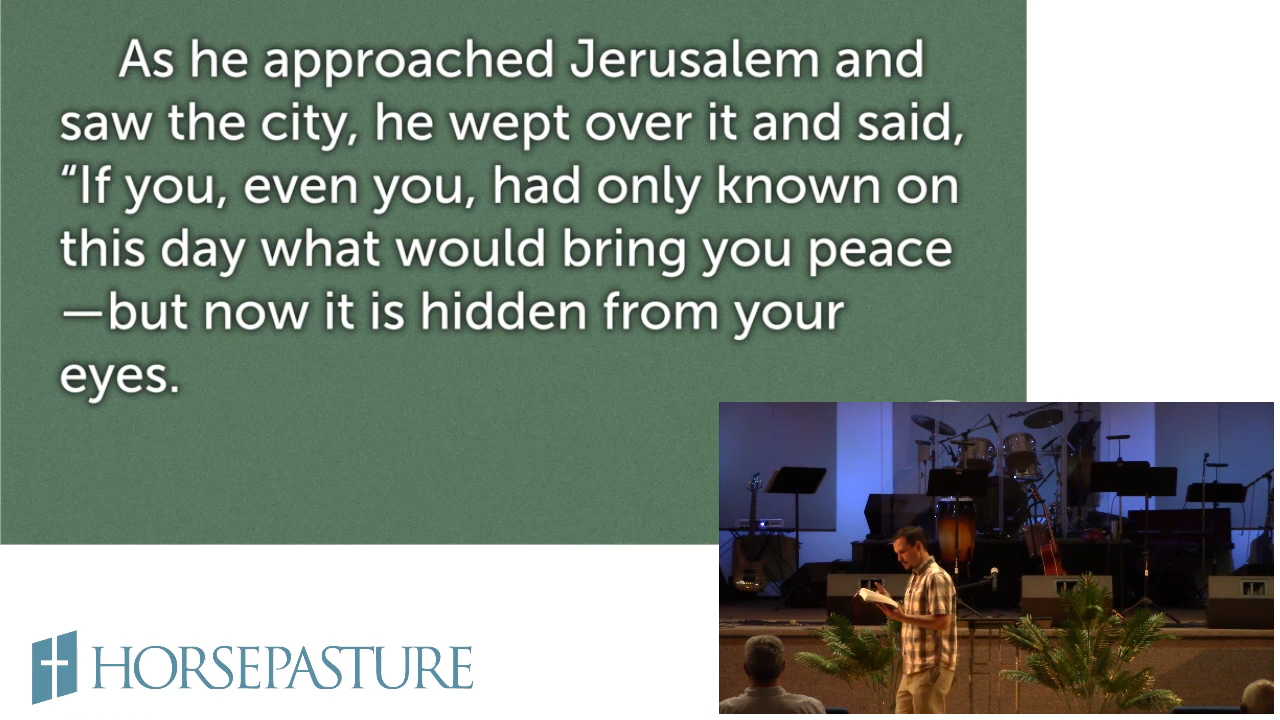 As he approached Jerusalem and
saw the city, he wept over it and said,
“If you, even you, had only known on
this day what would bring you peace
—but now it is hidden from your
eyes.
HORSEPASTURE